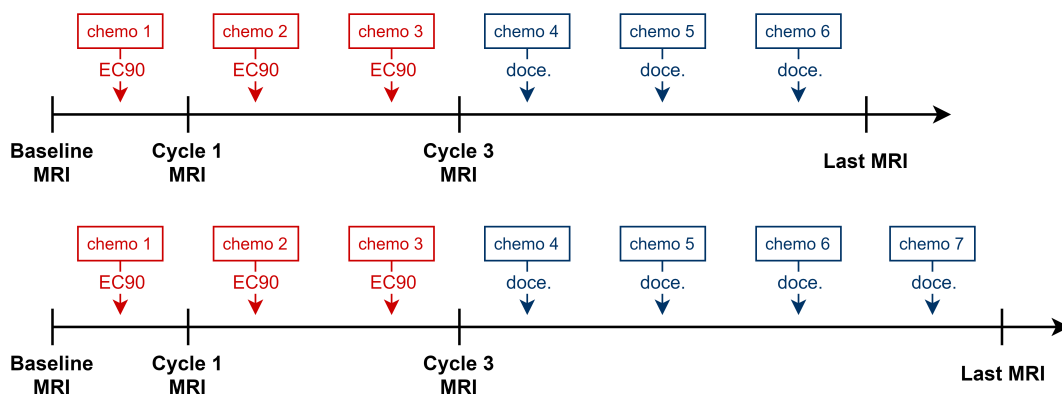 chemo 1 chemo 2 chemo 3 chemo 4 chemo 5 chemo 6
EC90 EC90 EC90 doce. doce. doce.
Baseline Cycle 1 Cycle 3 Last MRI
MRI MRI MRI
chemo 1 chemo 2 chemo 3 chemo 4 chemo 5 chemo 6 chemo 7
EC90 EC90 EC90 doce. doce. doce. doce.
Baseline Cycle 1 Cycle 3 Last MRI
MRI MRI MRI